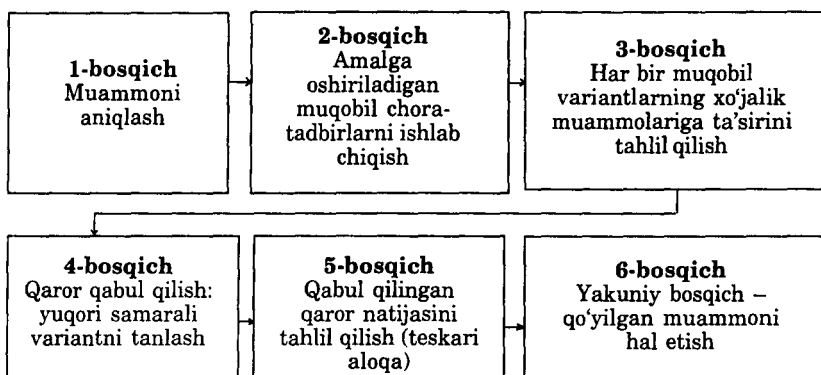 1-bosqich
Muammoni
aniqlash
2-bosqich
Amalga
oshiriladigan
muqobil chora-
tadbirlarni ishlab
chiqish
3-bosqich
Har bir muqobil
variantlarning xo‘jalik
muammolariga ta’sirini
tahlil qilish
4-bosqich
Qaror qabul qilish:
yuqori samarali
variantni tanlash
5-bosqich
Qabul qilingan
qaror natijasini
tahlil qilish (teskari
aloqa)
6-bosqich
Yakuniy bosqich –
qo‘yilgan muammoni
hal etish